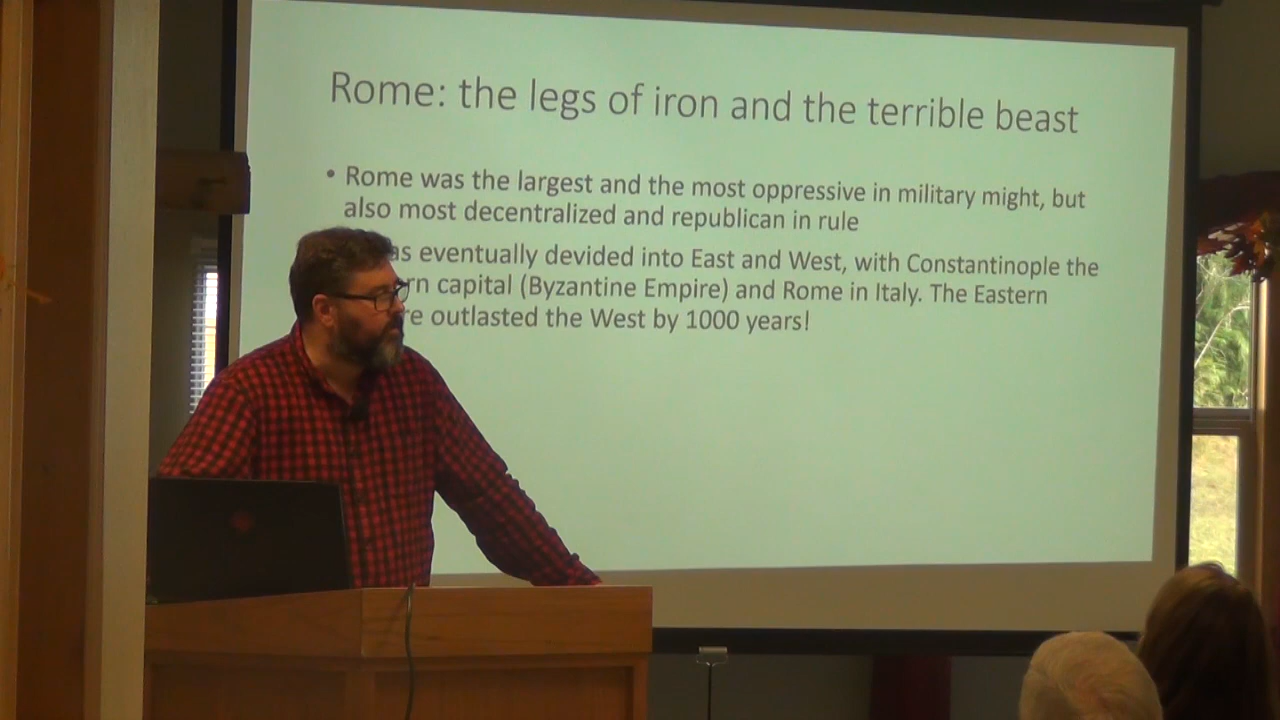 Rome: the legs of iron and the terrible beast
• Rome was the largest and the most oppressive in military might, but
also most decentralized and republican in rule
as eventually devided into East and West, with Constantinople the
rn capital (Byzantine Empire) and Rome in Italy. The Eastern
re outlasted the West by 1000 years!